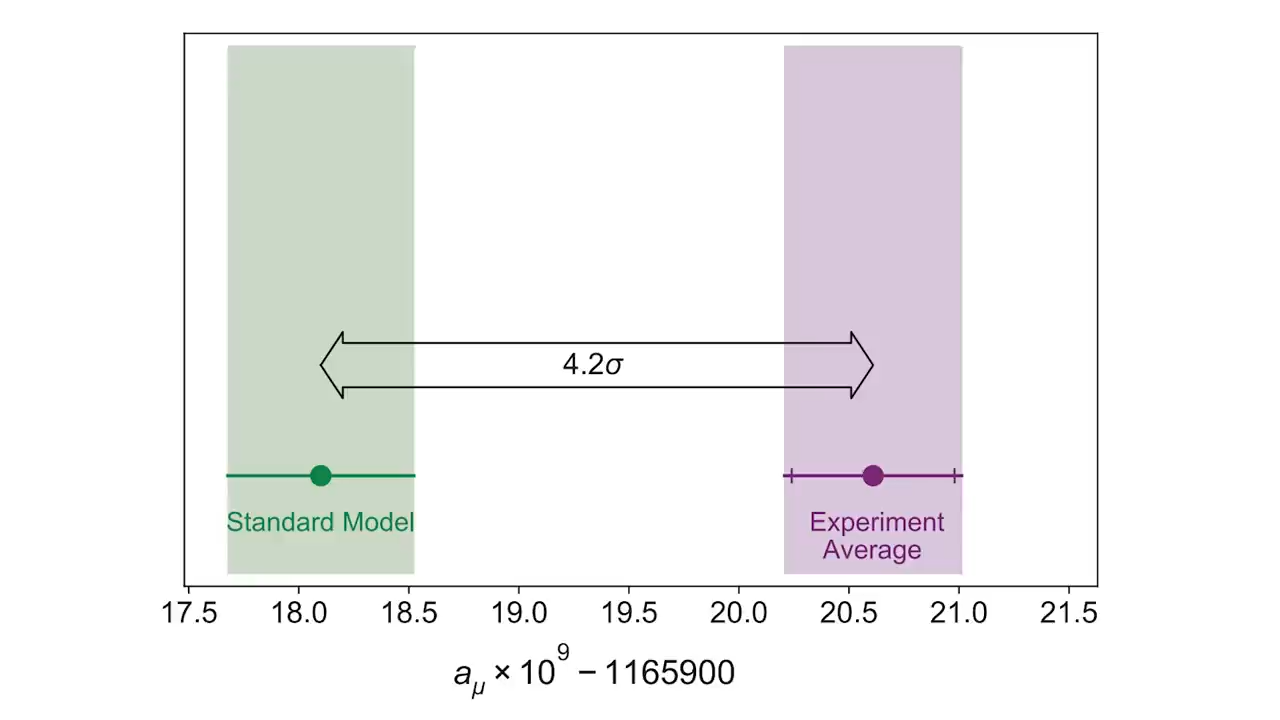 4.2σ
Standard Model
Experiment
Average
17.5 18.0 18.5 19.0 19.5 20.0 20.5 21.0 21.5
aμ × 10⁹ − 1165900